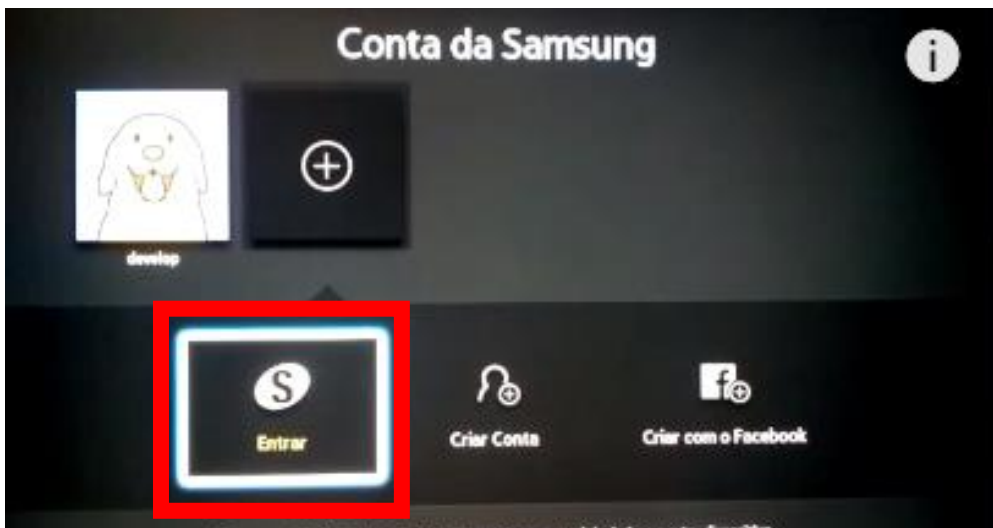 Conta da Samsung
i
develop
S
Entrar
Criar Conta
f
Criar com o Facebook